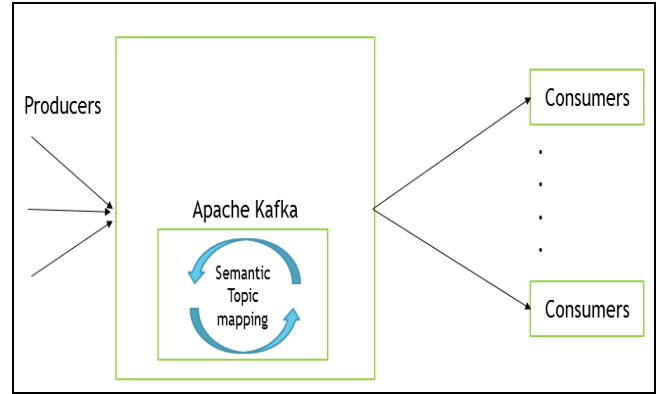 Producers
Apache Kafka
Semantic
Topic
mapping
Consumers
Consumers